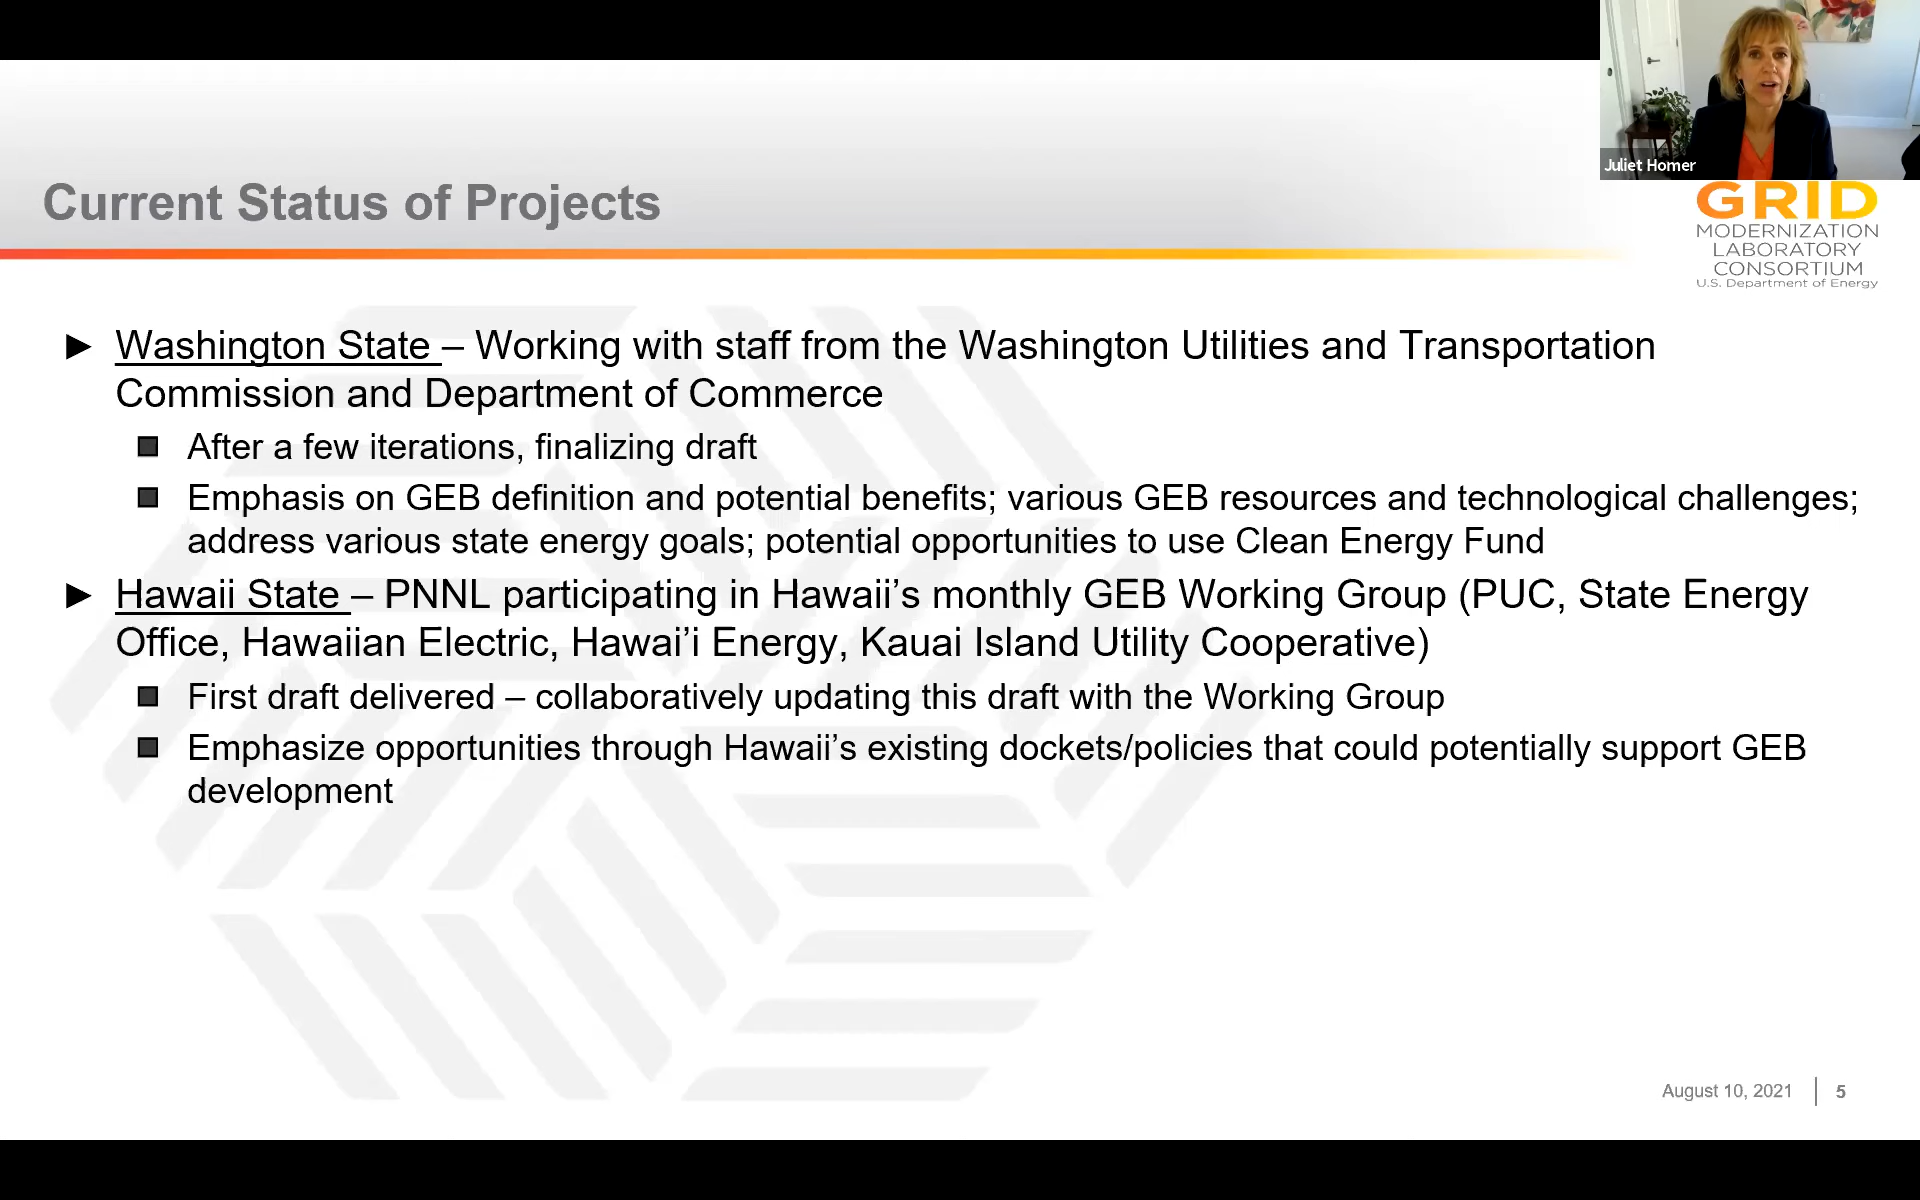 Juliet Homer
GRID
MODERNIZATION
LABORATORY
CONSORTIUM
U.S. Department of Energy
Current Status of Projects
► Washington State – Working with staff from the Washington Utilities and Transportation
Commission and Department of Commerce
■ After a few iterations, finalizing draft
■ Emphasis on GEB definition and potential benefits; various GEB resources and technological challenges;
address various state energy goals; potential opportunities to use Clean Energy Fund
► Hawaii State – PNNL participating in Hawaii’s monthly GEB Working Group (PUC, State Energy
Office, Hawaiian Electric, Hawai’i Energy, Kauai Island Utility Cooperative)
■ First draft delivered – collaboratively updating this draft with the Working Group
■ Emphasize opportunities through Hawaii’s existing dockets/policies that could potentially support GEB
development
August 10, 2021 | 5